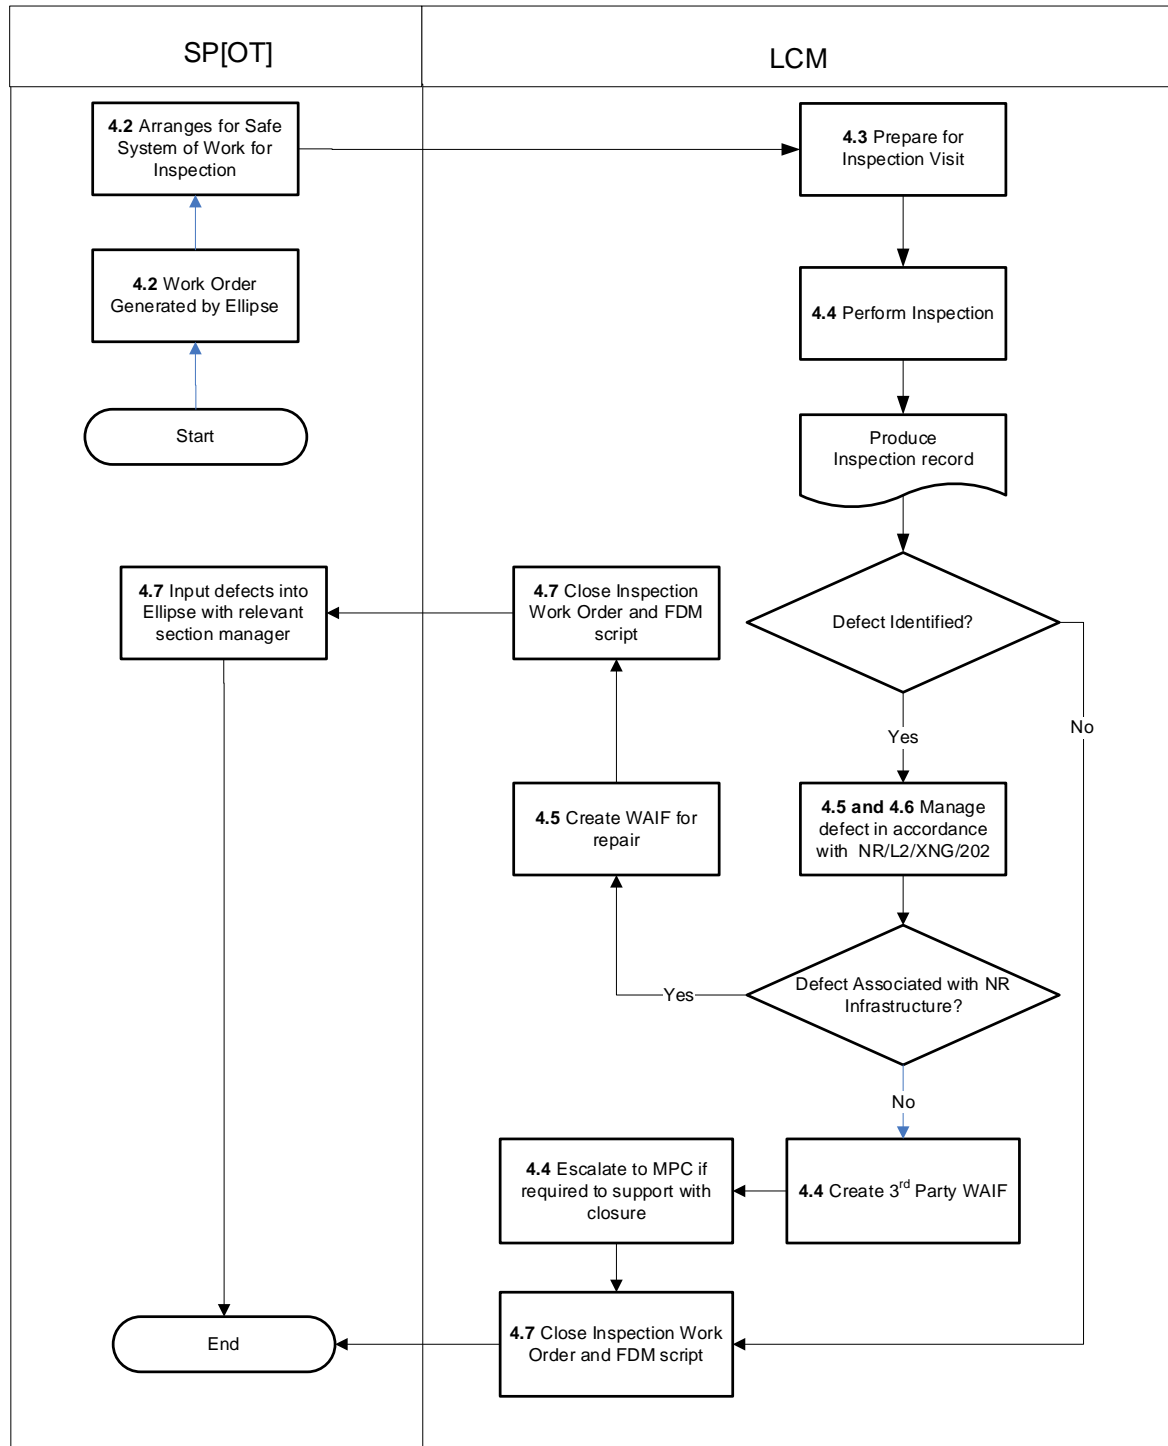 SP[OT]
LCM
4.2 Arranges for Safe
System of Work for
Inspection
4.3 Prepare for
Inspection Visit
4.2 Work Order
Generated by Ellipse
4.4 Perform Inspection
Start
Produce
Inspection record
4.7 Input defects into
Ellipse with relevant
section manager
4.7 Close Inspection
Work Order and FDM
script
Defect Identified?
No
Yes
4.5 Create WAIF for
repair
4.5 and 4.6 Manage
defect in accordance
with NR/L2/XNG/202
Defect Associated with NR
Infrastructure?
Yes
No
4.4 Escalate to MPC if
required to support with
closure
4.4 Create 3rd Party WAIF
End
4.7 Close Inspection Work
Order and FDM script